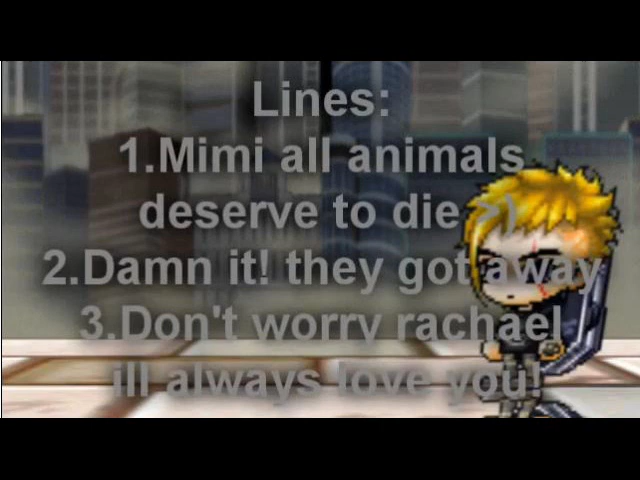 Lines:
1.Mimi all animals
deserve to die >)
2.Damn it! they got away
3.Don't worry rachael
ill always love you!